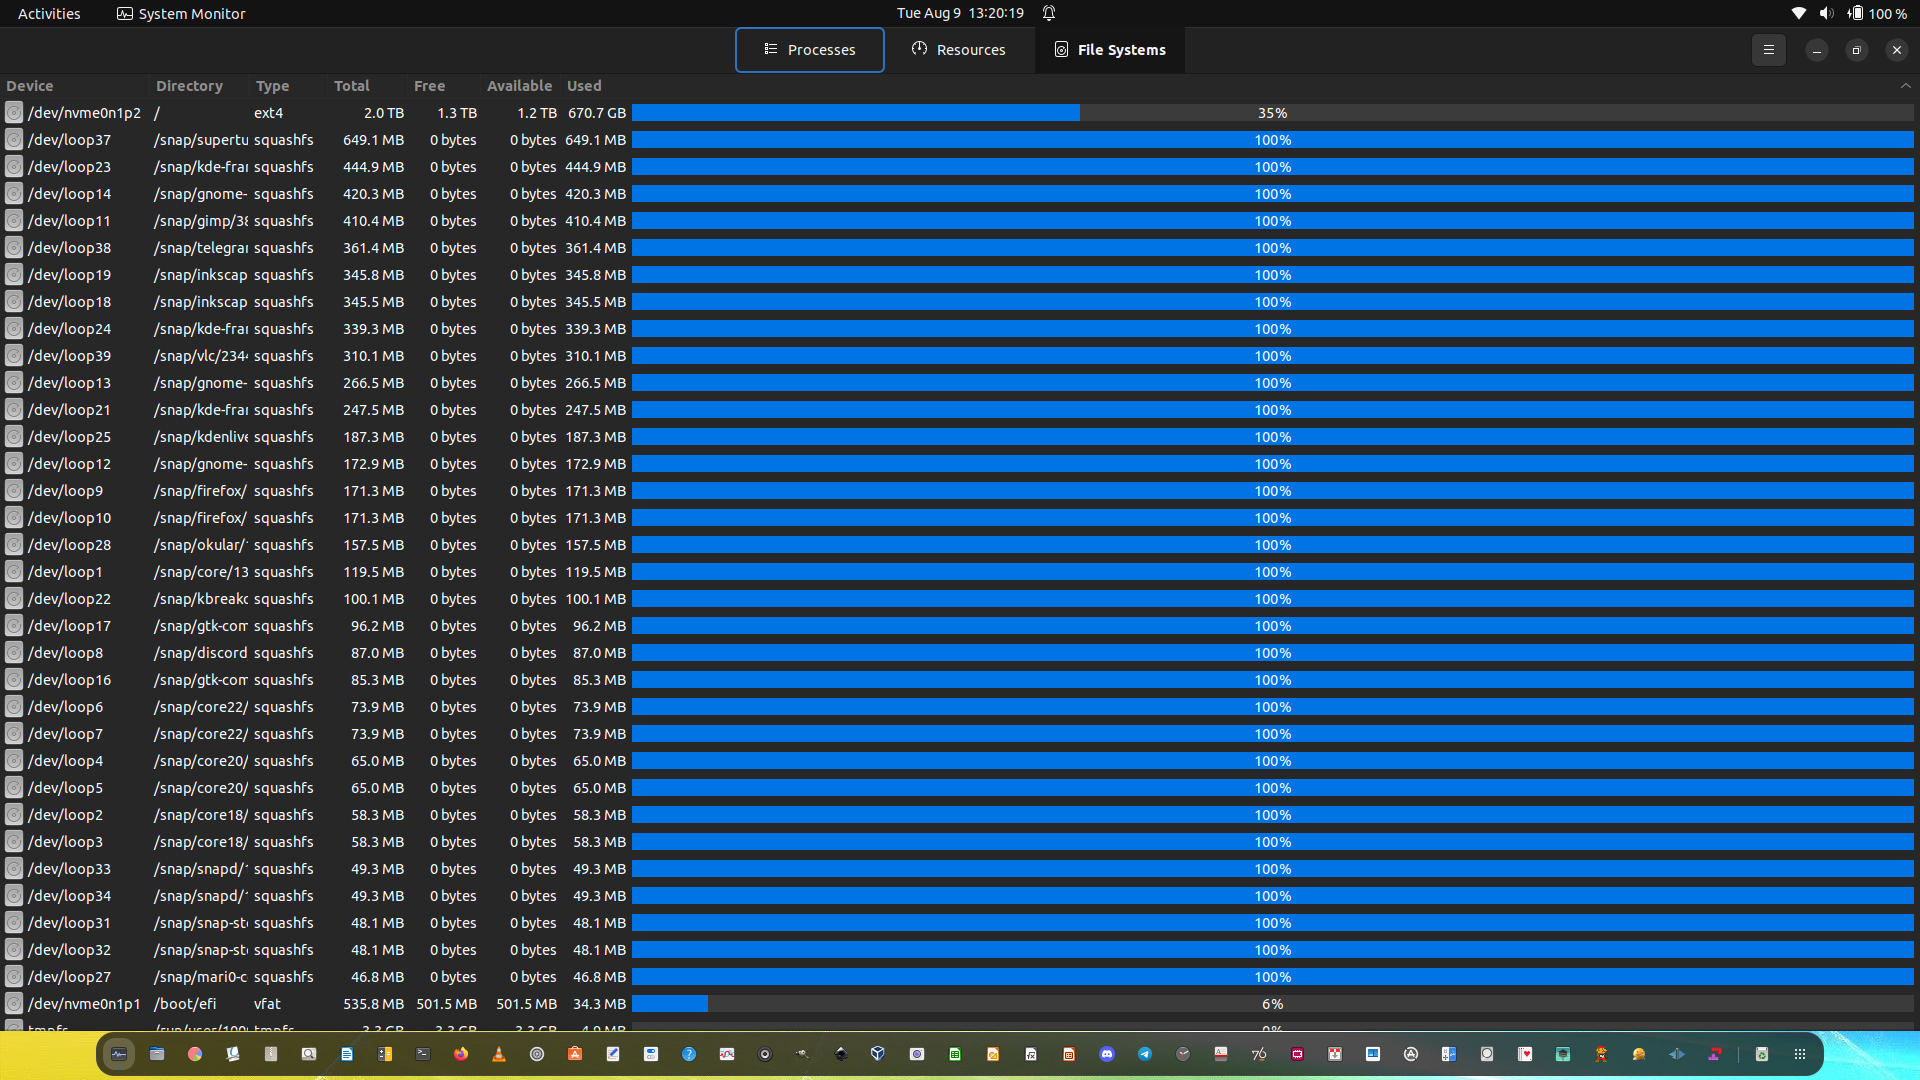 Activities System Monitor Tue Aug 9 13:20:19 100 %
Processes Resources File Systems
Device Directory Type Total Free Available Used
/dev/nvme0n1p2 / ext4 2.0 TB 1.3 TB 1.2 TB 670.7 GB 35%
/dev/loop37 /snap/supertu squashfs 649.1 MB 0 bytes 0 bytes 649.1 MB 100%
/dev/loop23 /snap/kde-frar squashfs 444.9 MB 0 bytes 0 bytes 444.9 MB 100%
/dev/loop14 /snap/gnome- squashfs 420.3 MB 0 bytes 0 bytes 420.3 MB 100%
/dev/loop11 /snap/gimp/38 squashfs 410.4 MB 0 bytes 0 bytes 410.4 MB 100%
/dev/loop38 /snap/telegrar squashfs 361.4 MB 0 bytes 0 bytes 361.4 MB 100%
/dev/loop19 /snap/inkscap squashfs 345.8 MB 0 bytes 0 bytes 345.8 MB 100%
/dev/loop18 /snap/inkscap squashfs 345.5 MB 0 bytes 0 bytes 345.5 MB 100%
/dev/loop24 /snap/kde-frar squashfs 339.3 MB 0 bytes 0 bytes 339.3 MB 100%
/dev/loop39 /snap/vlc/234 squashfs 310.1 MB 0 bytes 0 bytes 310.1 MB 100%
/dev/loop13 /snap/gnome- squashfs 266.5 MB 0 bytes 0 bytes 266.5 MB 100%
/dev/loop21 /snap/kde-frar squashfs 247.5 MB 0 bytes 0 bytes 247.5 MB 100%
/dev/loop25 /snap/kdenlive squashfs 187.3 MB 0 bytes 0 bytes 187.3 MB 100%
/dev/loop12 /snap/gnome- squashfs 172.9 MB 0 bytes 0 bytes 172.9 MB 100%
/dev/loop9 /snap/firefox/ squashfs 171.3 MB 0 bytes 0 bytes 171.3 MB 100%
/dev/loop10 /snap/firefox/ squashfs 171.3 MB 0 bytes 0 bytes 171.3 MB 100%
/dev/loop28 /snap/okular/ squashfs 157.5 MB 0 bytes 0 bytes 157.5 MB 100%
/dev/loop1 /snap/core/13 squashfs 119.5 MB 0 bytes 0 bytes 119.5 MB 100%
/dev/loop22 /snap/kbreako squashfs 100.1 MB 0 bytes 0 bytes 100.1 MB 100%
/dev/loop17 /snap/gtk-com squashfs 96.2 MB 0 bytes 0 bytes 96.2 MB 100%
/dev/loop8 /snap/discord squashfs 87.0 MB 0 bytes 0 bytes 87.0 MB 100%
/dev/loop16 /snap/gtk-com squashfs 85.3 MB 0 bytes 0 bytes 85.3 MB 100%
/dev/loop6 /snap/core22/ squashfs 73.9 MB 0 bytes 0 bytes 73.9 MB 100%
/dev/loop7 /snap/core22/ squashfs 73.9 MB 0 bytes 0 bytes 73.9 MB 100%
/dev/loop4 /snap/core20/ squashfs 65.0 MB 0 bytes 0 bytes 65.0 MB 100%
/dev/loop5 /snap/core20/ squashfs 65.0 MB 0 bytes 0 bytes 65.0 MB 100%
/dev/loop2 /snap/core18/ squashfs 58.3 MB 0 bytes 0 bytes 58.3 MB 100%
/dev/loop3 /snap/core18/ squashfs 58.3 MB 0 bytes 0 bytes 58.3 MB 100%
/dev/loop33 /snap/snapd/ squashfs 49.3 MB 0 bytes 0 bytes 49.3 MB 100%
/dev/loop34 /snap/snapd/ squashfs 49.3 MB 0 bytes 0 bytes 49.3 MB 100%
/dev/loop31 /snap/snap-st squashfs 48.1 MB 0 bytes 0 bytes 48.1 MB 100%
/dev/loop32 /snap/snap-st squashfs 48.1 MB 0 bytes 0 bytes 48.1 MB 100%
/dev/loop27 /snap/mari0-c squashfs 46.8 MB 0 bytes 0 bytes 46.8 MB 100%
/dev/nvme0n1p1 /boot/efi vfat 535.8 MB 501.5 MB 501.5 MB 34.3 MB 6%
tmpfs /run/user/100 tmpfs 3.3 GB 3.3 GB 3.3 GB 4.9 MB 0%